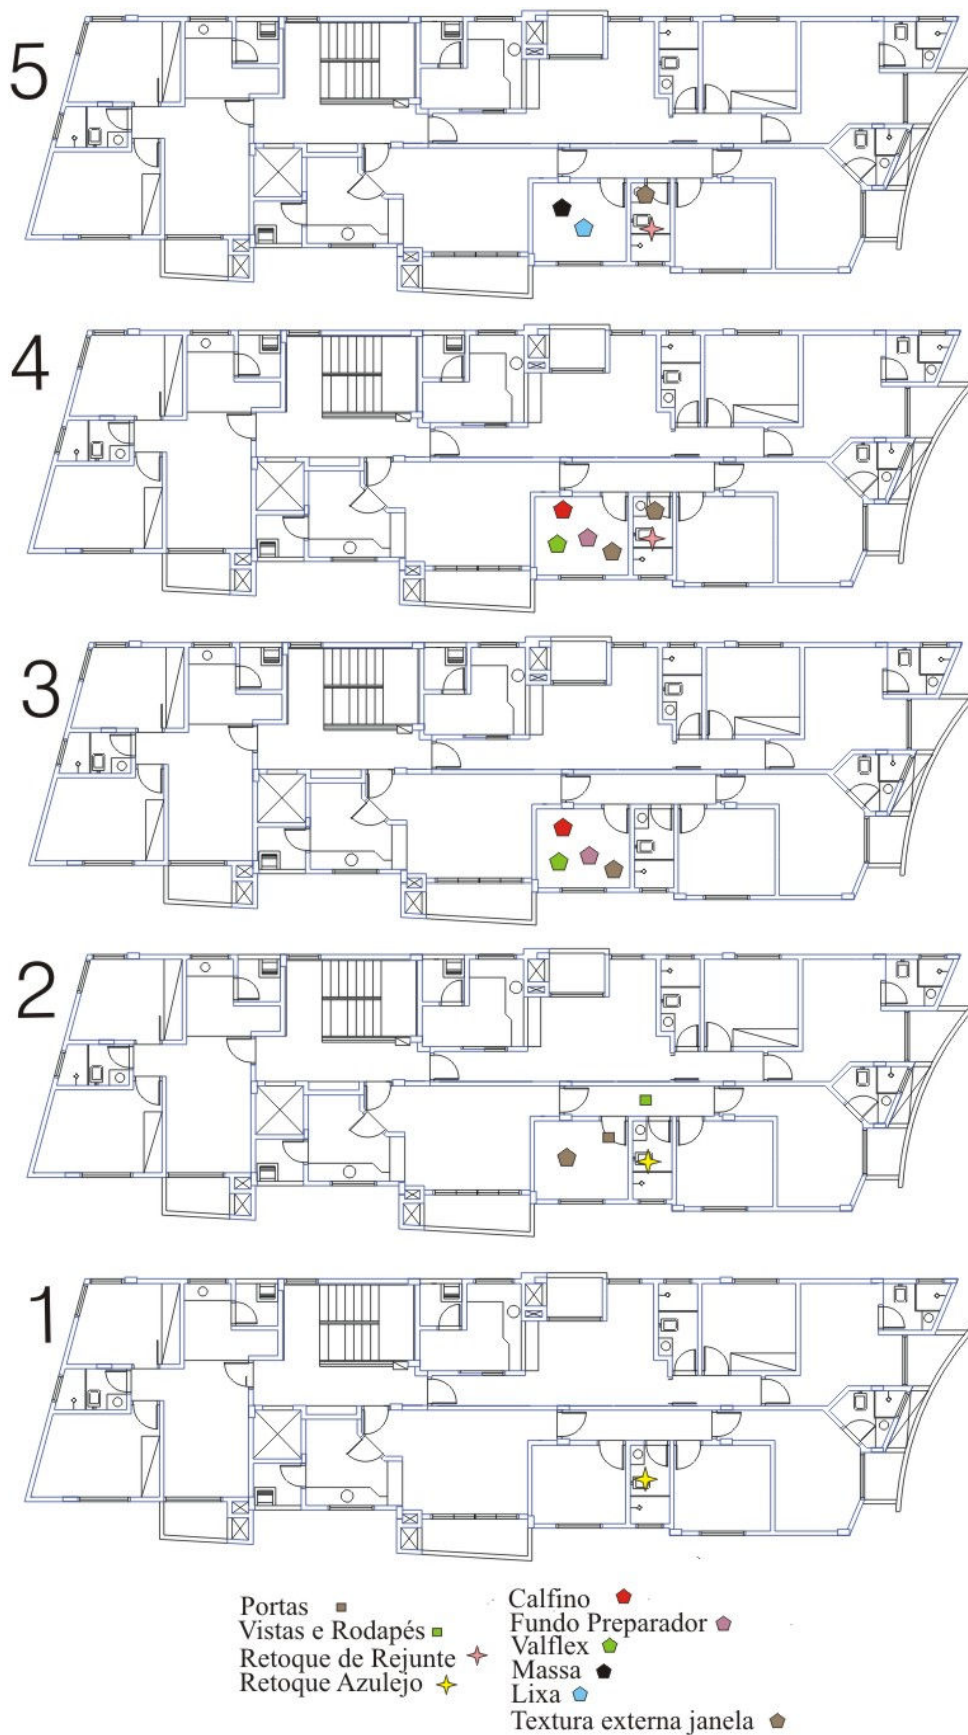 5
4
3
2
1
Portas
Vistas e Rodapés
Retoque de Rejunte
Retoque Azulejo
Calfino
Fundo Preparador
Valflex
Massa
Lixa
Textura externa janela